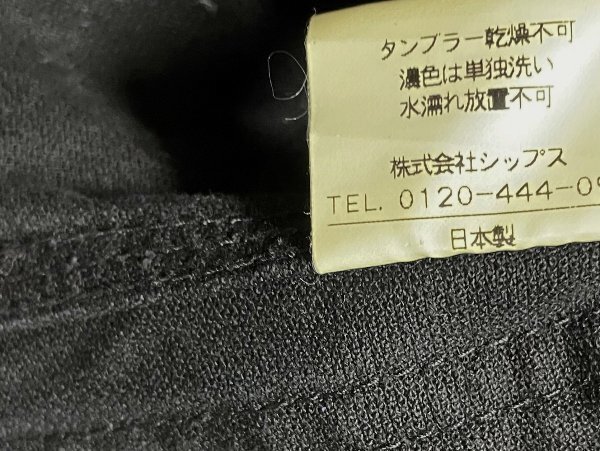 タンブラー乾燥不可
濃色は単独洗い
水濡れ放置不可
株式会社シップス
TEL. 0120-444-09
日本製